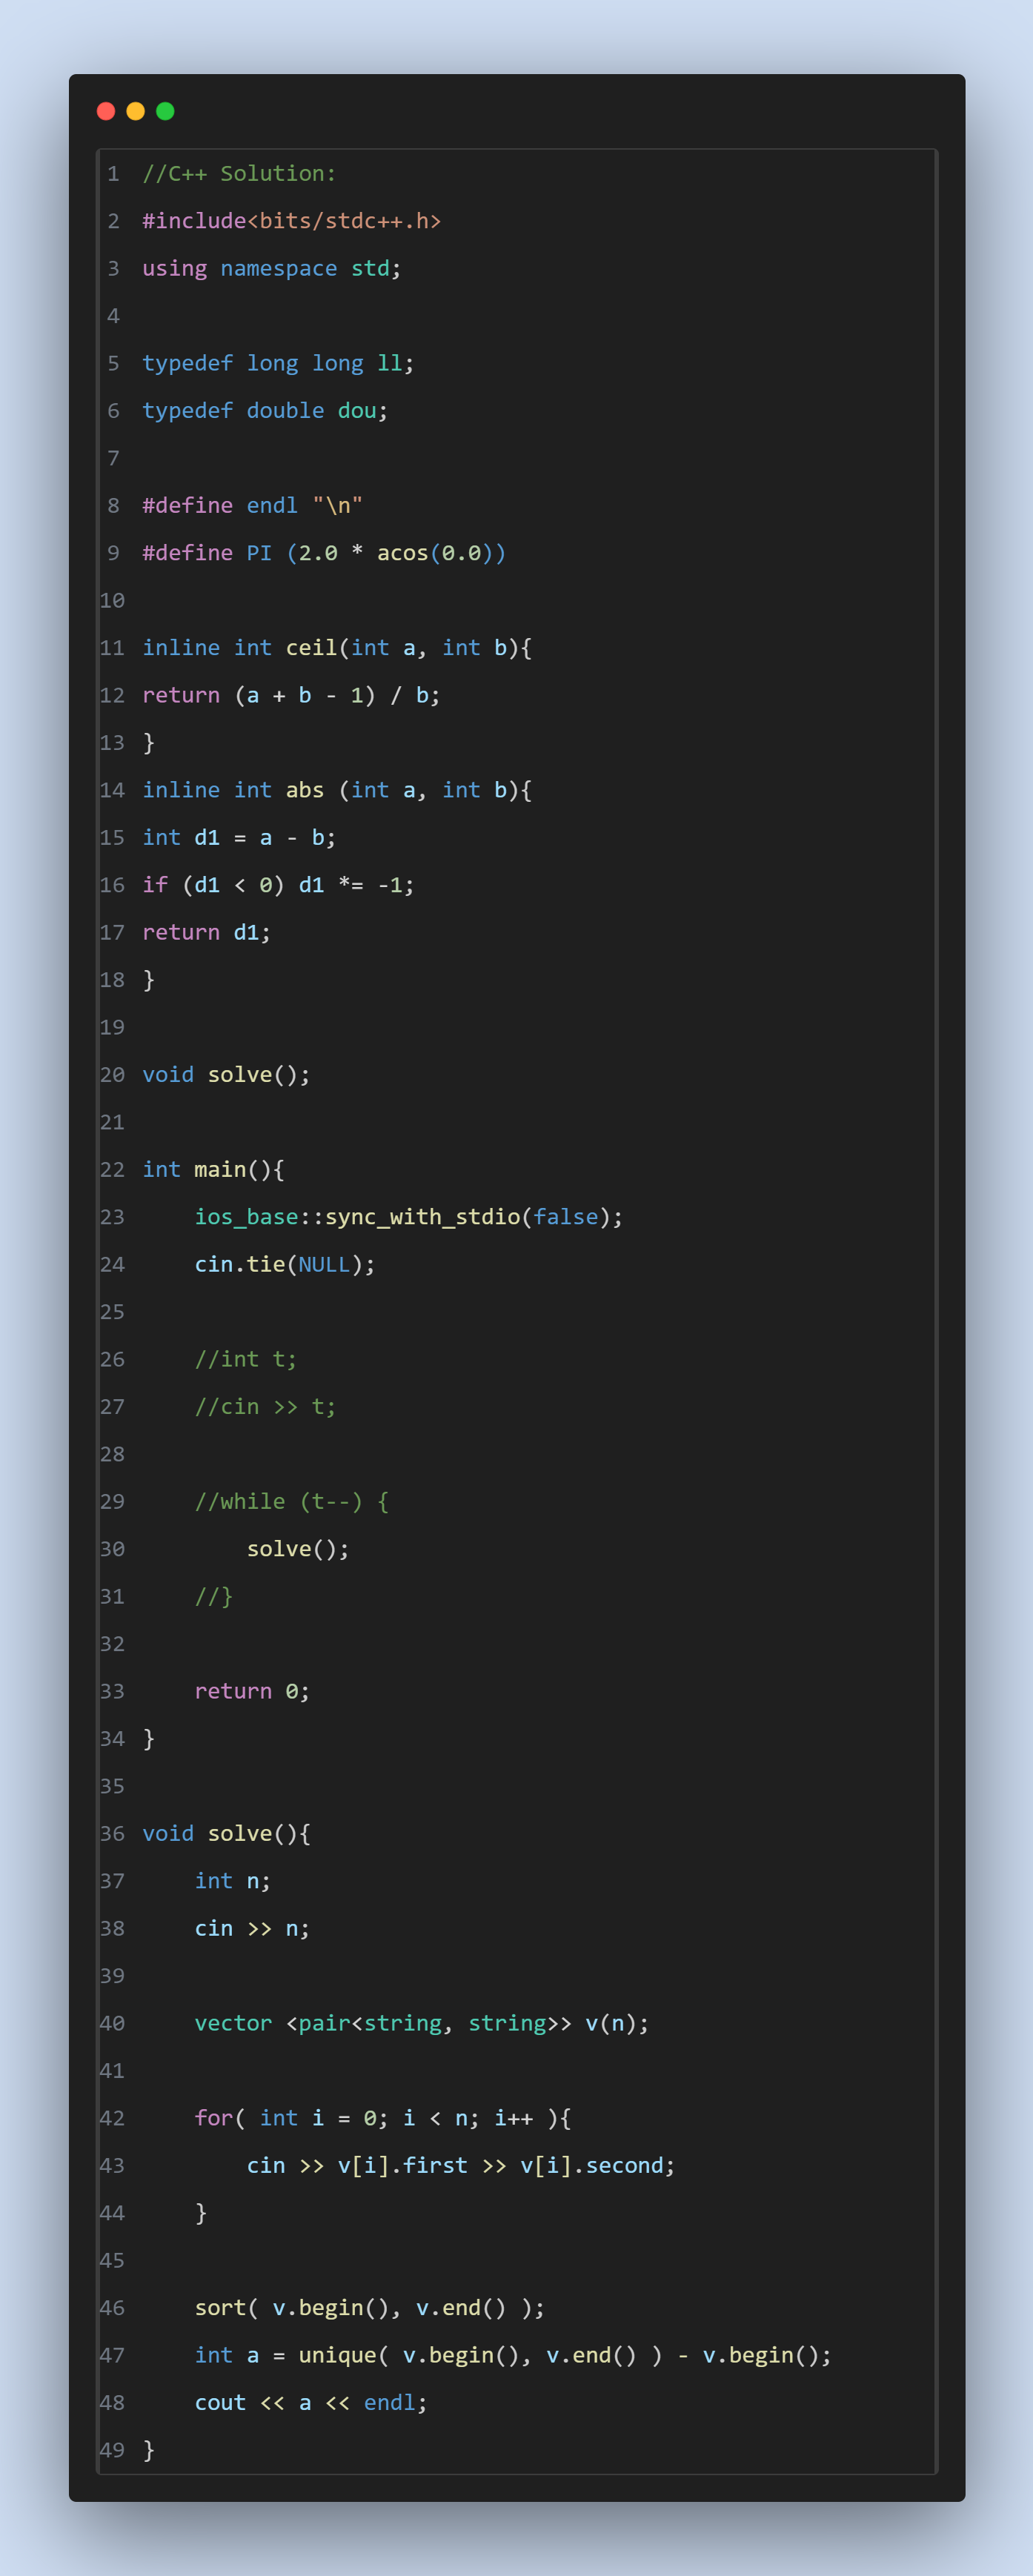 1 //C++ Solution:
2 #include<bits/stdc++.h>
3 using namespace std;
4
5 typedef long long ll;
6 typedef double dou;
7
8 #define endl "\n"
9 #define PI (2.0 * acos(0.0))
10
11 inline int ceil(int a, int b){
12 return (a + b - 1) / b;
13 }
14 inline int abs (int a, int b){
15 int d1 = a - b;
16 if (d1 < 0) d1 *= -1;
17 return d1;
18 }
19
20 void solve();
21
22 int main(){
23     ios_base::sync_with_stdio(false);
24     cin.tie(NULL);
25
26     //int t;
27     //cin >> t;
28
29     //while (t--) {
30         solve();
31     //}
32
33     return 0;
34 }
35
36 void solve(){
37     int n;
38     cin >> n;
39
40     vector <pair<string, string>> v(n);
41
42     for( int i = 0; i < n; i++ ){
43         cin >> v[i].first >> v[i].second;
44     }
45
46     sort( v.begin(), v.end() );
47     int a = unique( v.begin(), v.end() ) - v.begin();
48     cout << a << endl;
49 }